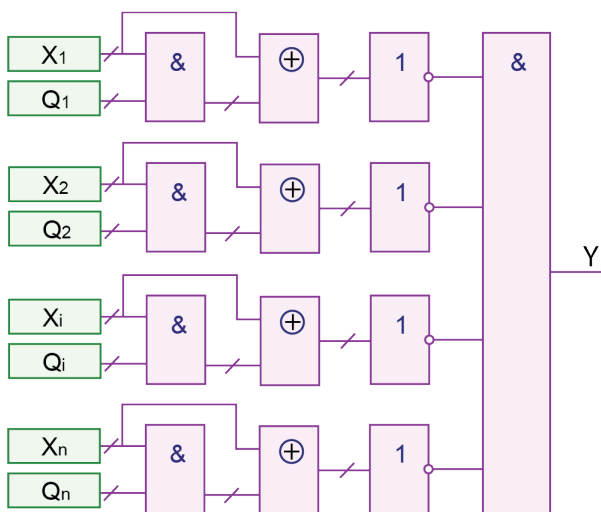 X1 & ⊕ 1 &
Q1
X2 & ⊕ 1
Q2
Y
Xi & ⊕ 1
Qi
Xn & ⊕ 1
Qn